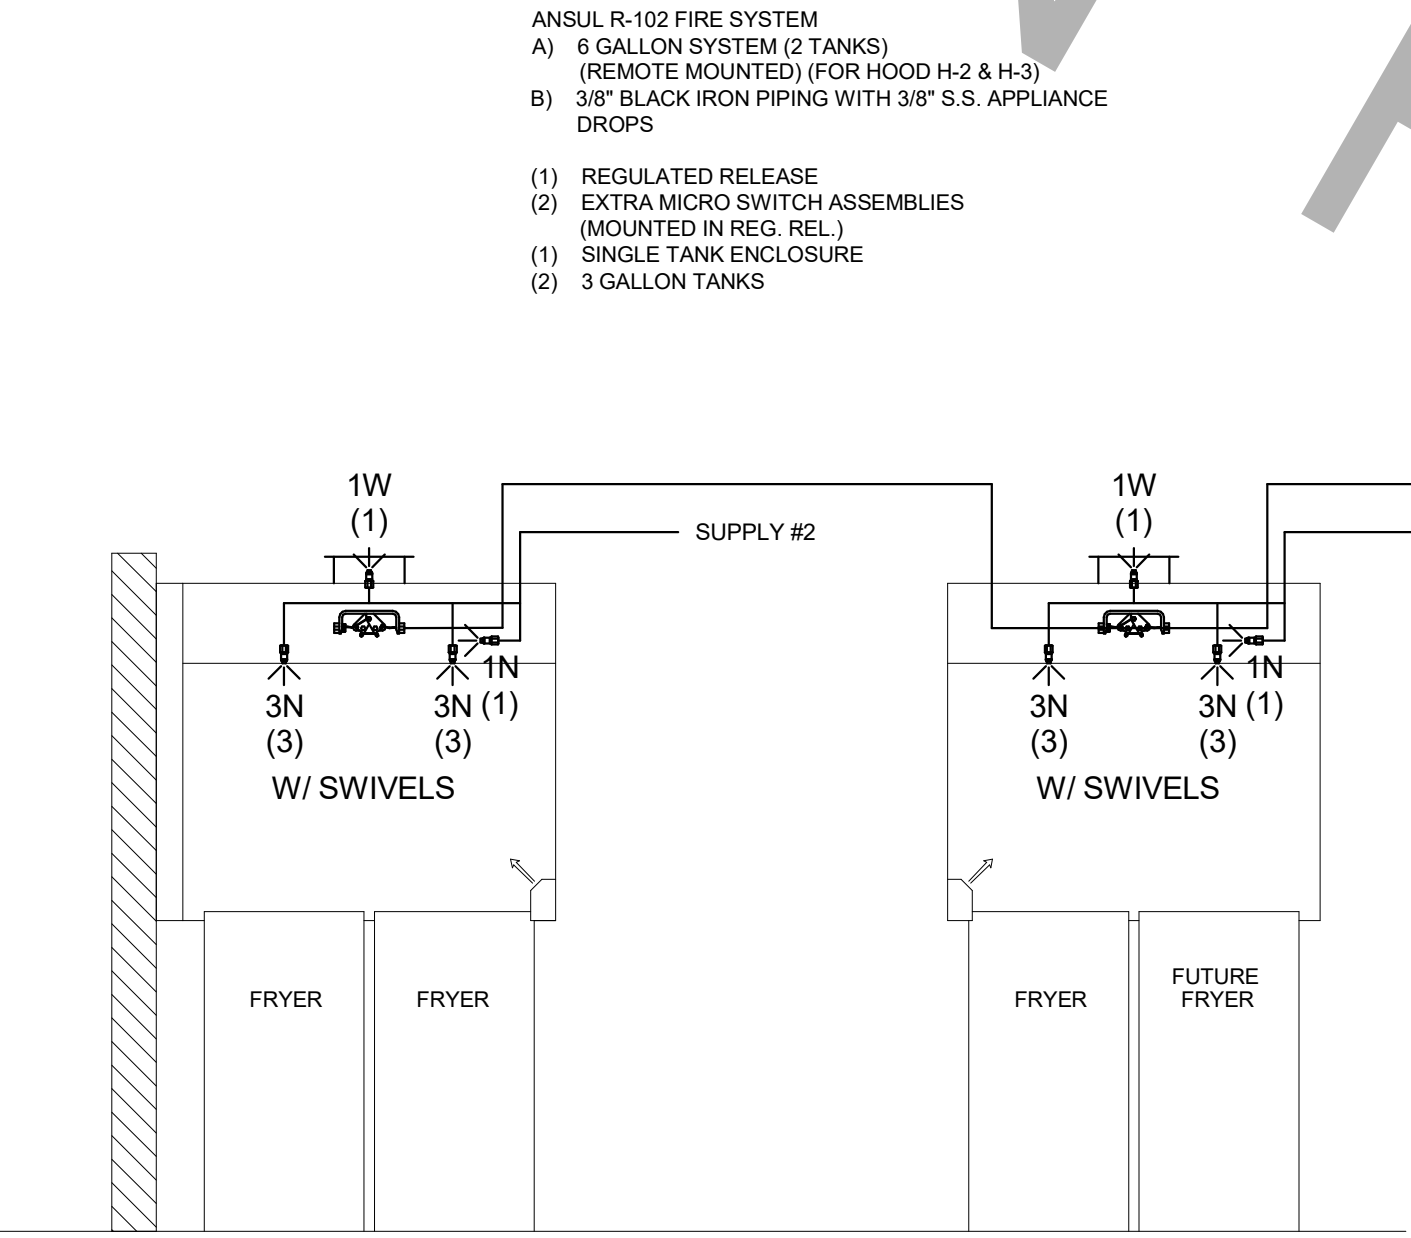 ANSUL R-102 FIRE SYSTEM
A) 6 GALLON SYSTEM (2 TANKS)
(REMOTE MOUNTED) (FOR HOOD H-2 & H-3)
B) 3/8" BLACK IRON PIPING WITH 3/8" S.S. APPLIANCE
DROPS
(1) REGULATED RELEASE
(2) EXTRA MICRO SWITCH ASSEMBLIES
(MOUNTED IN REG. REL.)
(1) SINGLE TANK ENCLOSURE
(2) 3 GALLON TANKS
1W
(1)
SUPPLY #2
1N
(1)
3N
(3)
3N
(3)
W/ SWIVELS
FRYER
FRYER
1W
(1)
1N
(1)
3N
(3)
3N
(3)
W/ SWIVELS
FRYER
FUTURE
FRYER